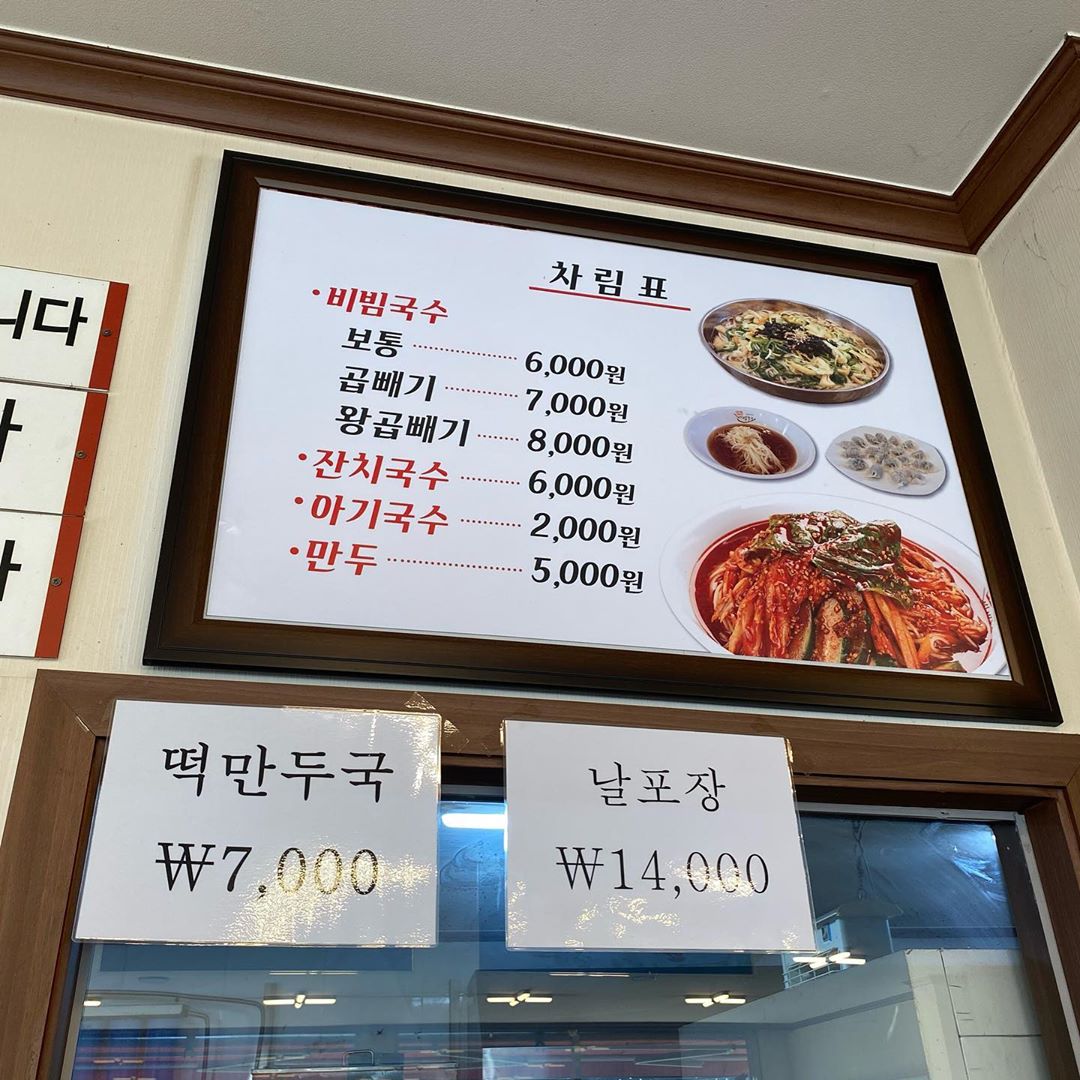 니다
차림표
·비빔국수
보통 ⋯⋯⋯⋯ 6,000원
곱빼기 ⋯⋯⋯ 7,000원
왕곱빼기 ⋯⋯ 8,000원
·잔치국수 ⋯⋯⋯ 6,000원
·아기국수 ⋯⋯⋯ 2,000원
·만두 ⋯⋯⋯⋯⋯ 5,000원
떡만두국
₩7,000
날포장
₩14,000